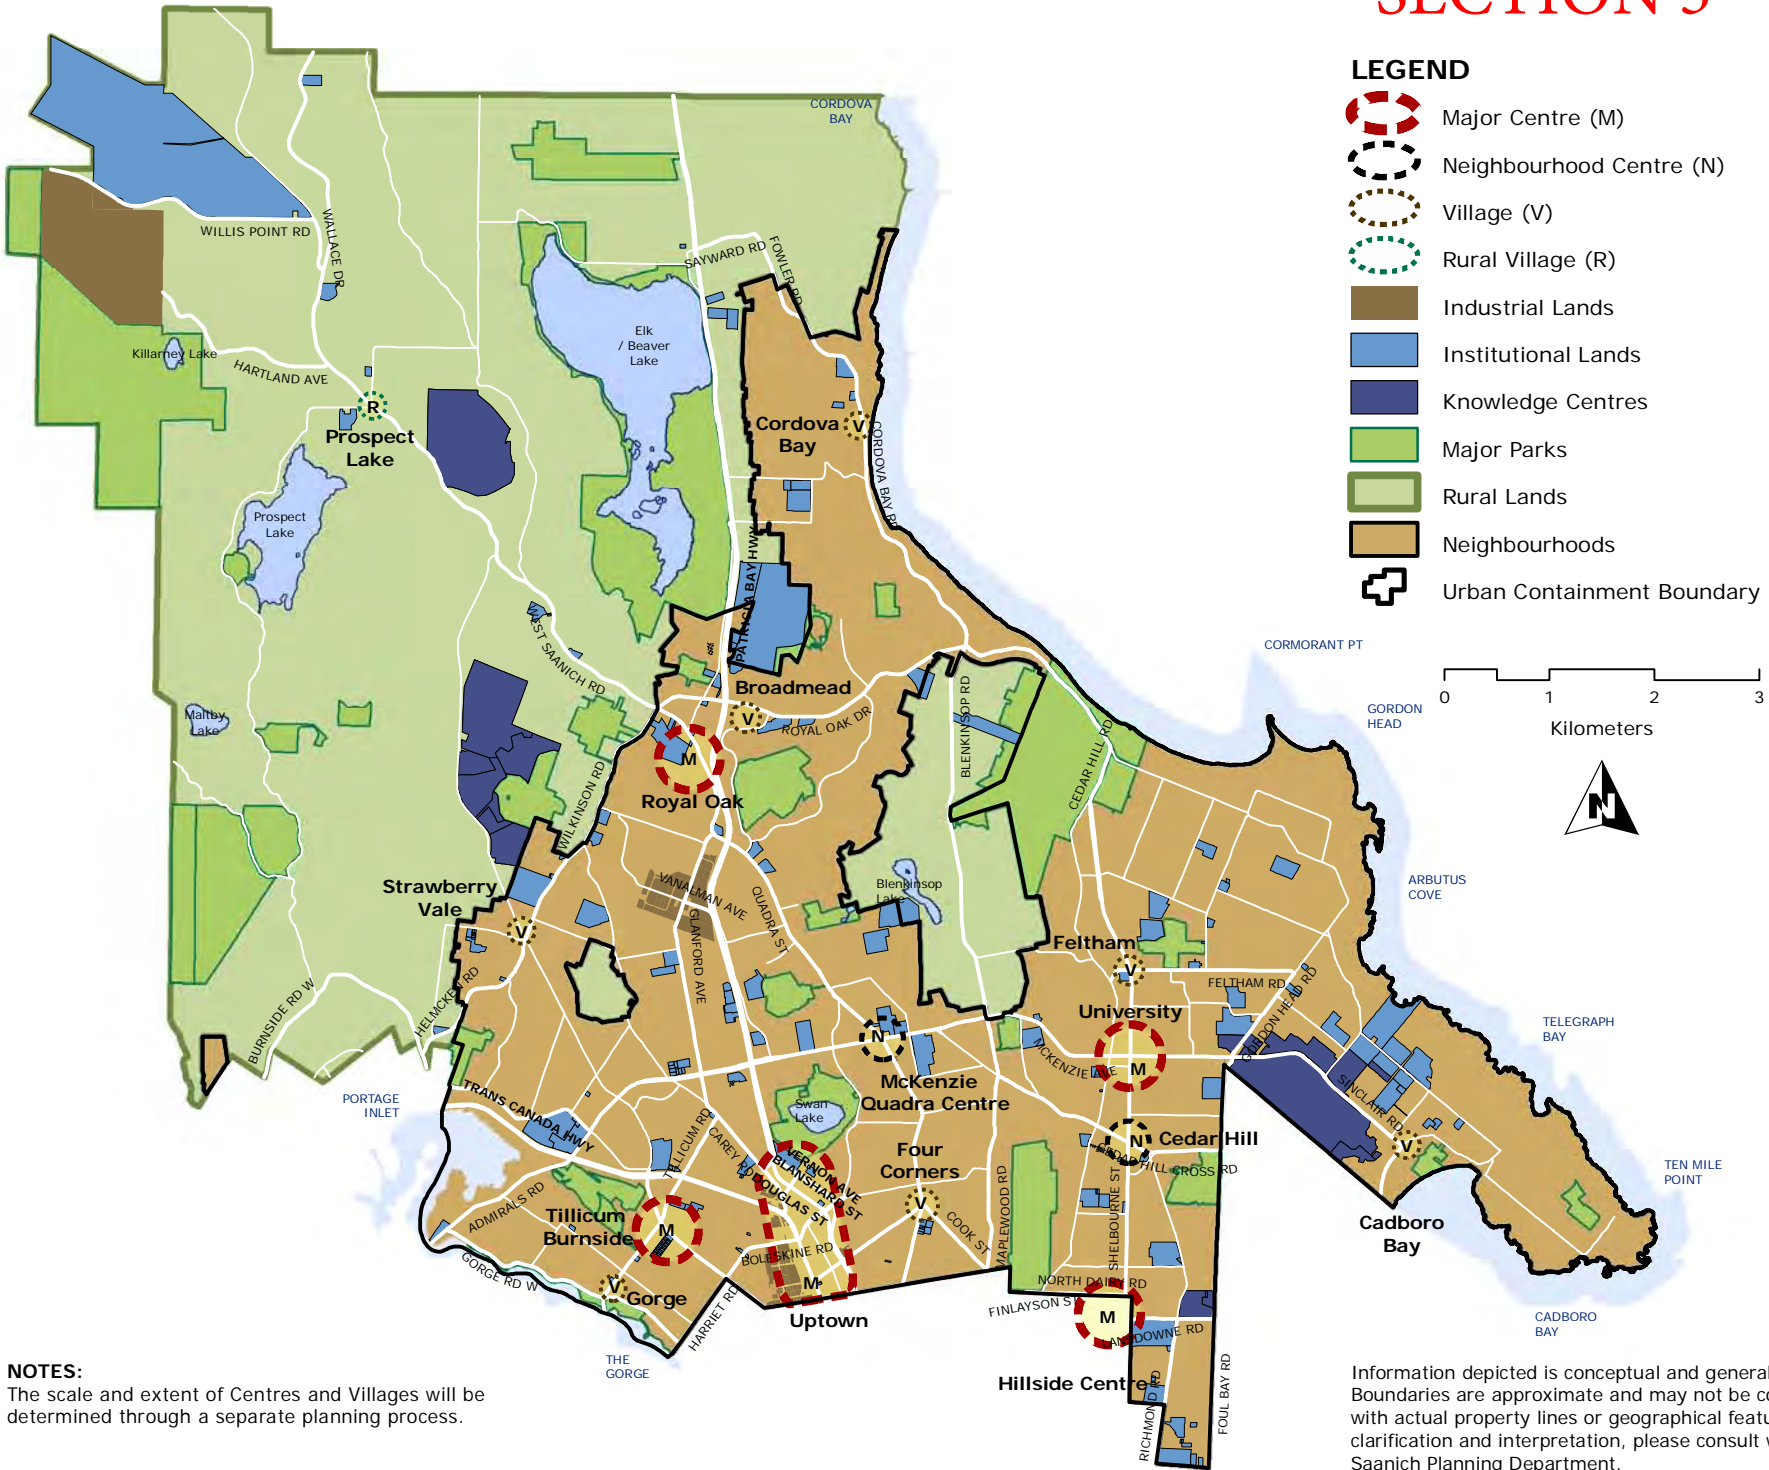 SECTION 5
LEGEND
Major Centre (M)
Neighbourhood Centre (N)
Village (V)
Rural Village (R)
Industrial Lands
Institutional Lands
Knowledge Centres
Major Parks
Rural Lands
Neighbourhoods
Urban Containment Boundary
0 1 2 3
Kilometers
N
CORDOVA
BAY
WILLIS POINT RD
WALLACE DR
SAYWARD RD
FOWLER RD
Elk
/ Beaver
Lake
Killarney Lake
HARTLAND AVE
R
Prospect
Lake
Cordova
Bay
V
CORDOVA BAY RD
Prospect
Lake
PATRICIA BAY HWY
WEST SAANICH RD
CORMORANT PT
GORDON
HEAD
Broadmead
V
ROYAL OAK DR
BLENKINSOP RD
CEDAR HILL RD
Maltby
Lake
M
Royal Oak
WILKINSON RD
Strawberry
Vale
V
VANALMAN AVE
GLANFORD AVE
QUADRA ST
Blenkinsop
Lake
ARBUTUS
COVE
Feltham
V
FELTHAM RD
GORDON HEAD RD
BURNSIDE RD W
HELMCKEN RD
University
M
MCKENZIE AVE
N
McKenzie
Quadra Centre
TELEGRAPH
BAY
SINCLAIR RD
PORTAGE
INLET
TRANS CANADA HWY
Swan
Lake
TILLICUM RD
CAREY RD
VERNON AVE
BLANSHARD ST
DOUGLAS ST
Four
Corners
V
COOK ST
MAPLEWOOD RD
N
Cedar Hill
CEDAR HILL CROSS RD
SHELBOURNE ST
V
Cadboro
Bay
TEN MILE
POINT
ADMIRALS RD
Tillicum
Burnside
M
GORGE RD W
V
Gorge
BOLESKINE RD
M
HARRIET RD
Uptown
NORTH DAIRY RD
FINLAYSON ST
M
LANSDOWNE RD
Hillside Centre
RICHMOND RD
FOUL BAY RD
CADBORO
BAY
THE
GORGE
NOTES:
The scale and extent of Centres and Villages will be
determined through a separate planning process.
Information depicted is conceptual and general
Boundaries are approximate and may not be
with actual property lines or geographical
clarification and interpretation, please consult
Saanich Planning Department.